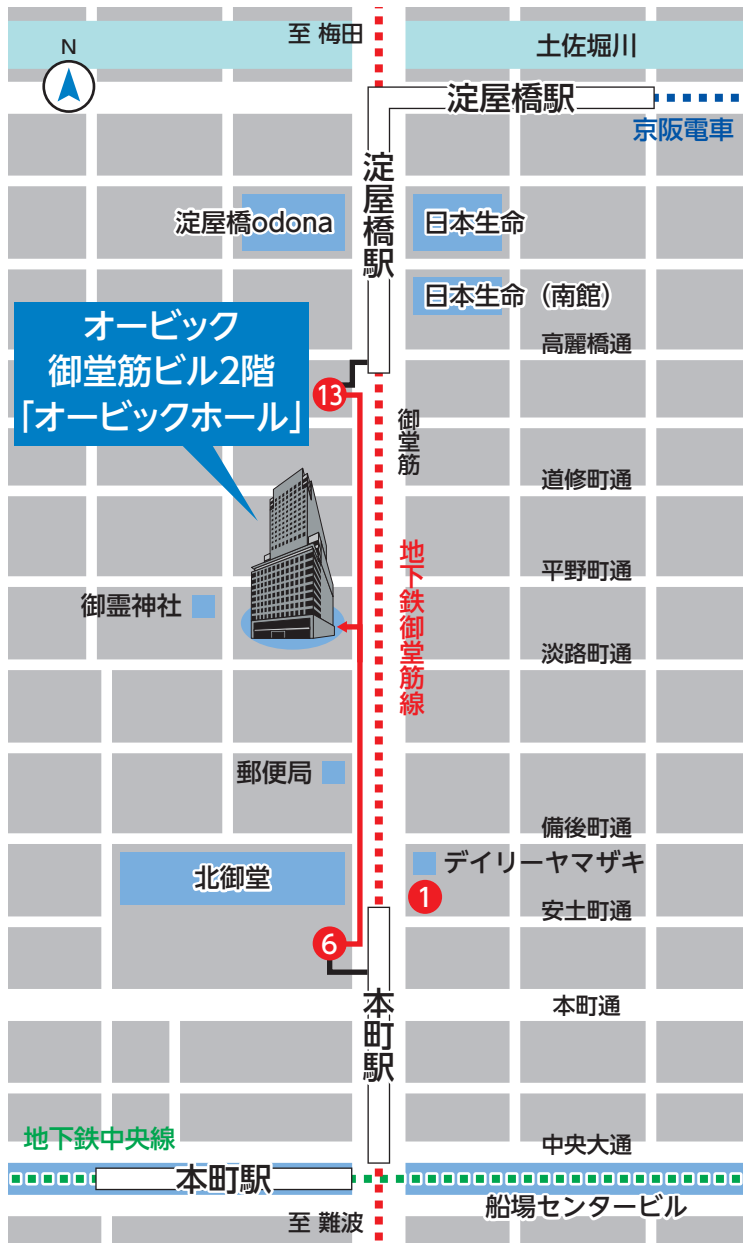 至 梅田
土佐堀川
N
淀屋橋駅
京阪電車
淀屋橋駅
淀屋橋odona
日本生命
日本生命（南館）
オービック
御堂筋ビル2階
「オービックホール」
高麗橋通
13
御堂筋
道修町通
地下鉄御堂筋線
平野町通
御霊神社
淡路町通
郵便局
備後町通
デイリーヤマザキ
北御堂
1
安土町通
6
本町駅
本町通
地下鉄中央線
中央大通
本町駅
船場センタービル
至 難波